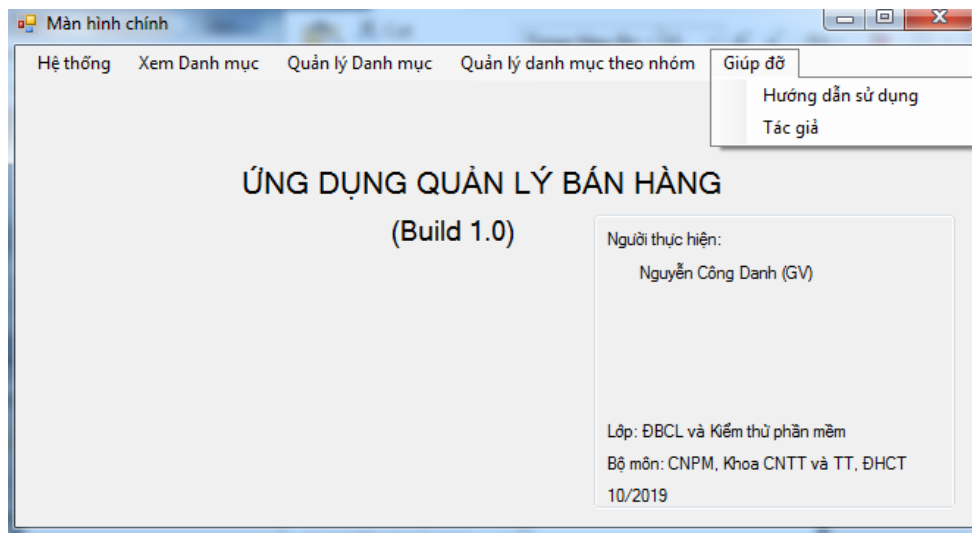 Màn hình chính
Hệ thống Xem Danh mục Quản lý Danh mục Quản lý danh mục theo nhóm Giúp đỡ
Hướng dẫn sử dụng
Tác giả
ỨNG DỤNG QUẢN LÝ BÁN HÀNG
(Build 1.0)
Người thực hiện:
Nguyễn Công Danh (GV)
Lớp: ĐBCL và Kiểm thử phần mềm
Bộ môn: CNPM, Khoa CNTT và TT, ĐHCT
10/2019